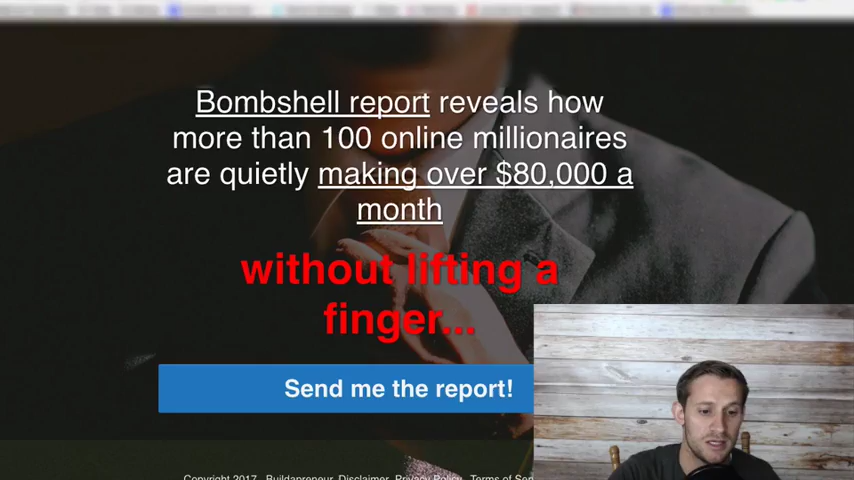 Bombshell report reveals how
more than 100 online millionaires
are quietly making over $80,000 a
month
without lifting a
finger...
Send me the report!
Copyright 2017 Buildapreneur Disclaimer Privacy Policy Terms of